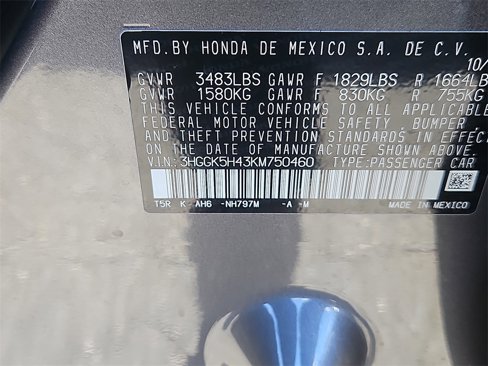 MFD.BY HONDA DE MEXICO S.A. DE C.V.
10/
GVWR 3483LBS GAWR F 1829LBS R 1664LB
GVWR 1580KG GAWR F 830KG R 755KG
THIS VEHICLE CONFORMS TO ALL APPLICABLE
FEDERAL MOTOR VEHICLE SAFETY, BUMPER,
AND THEFT PREVENTION STANDARDS IN EFFEC
ON THE DATE OF MANUFACTURE SHOWN ABOVE.
V.I.N.: 3HGGK5H43KM750460 TYPE:PASSENGER CAR
T5R K AH6 -NH797M -A -M MADE IN MEXICO